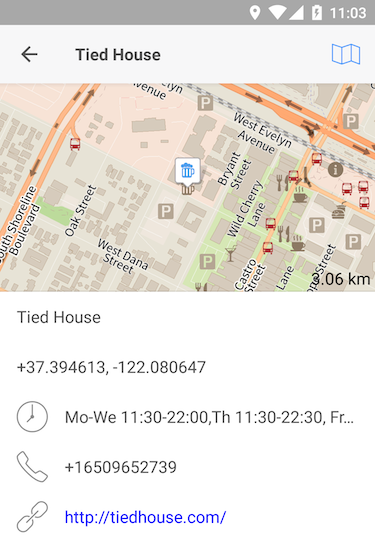 11:03
Tied House
P
West Evelyn
Avenue
Avenue
P
P
Bryant
Street
i
South Shoreline
Boulevard
Oak Street
Wild Cherry
Lane
P
P
P
P
West Dana
Street
P
Castro
Street
Lane
Street
3.06 km
Tied House
+37.394613, -122.080647
Mo-We 11:30-22:00,Th 11:30-22:30, Fr...
+16509652739
http://tiedhouse.com/